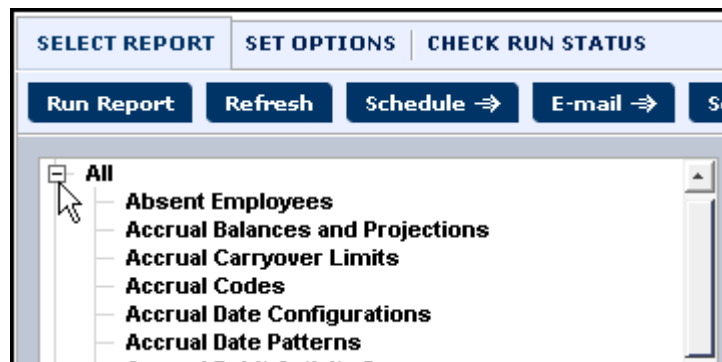 SELECT REPORT SET OPTIONS CHECK RUN STATUS
Run Report Refresh Schedule E-mail
All
Absent Employees
Accrual Balances and Projections
Accrual Carryover Limits
Accrual Codes
Accrual Date Configurations
Accrual Date Patterns